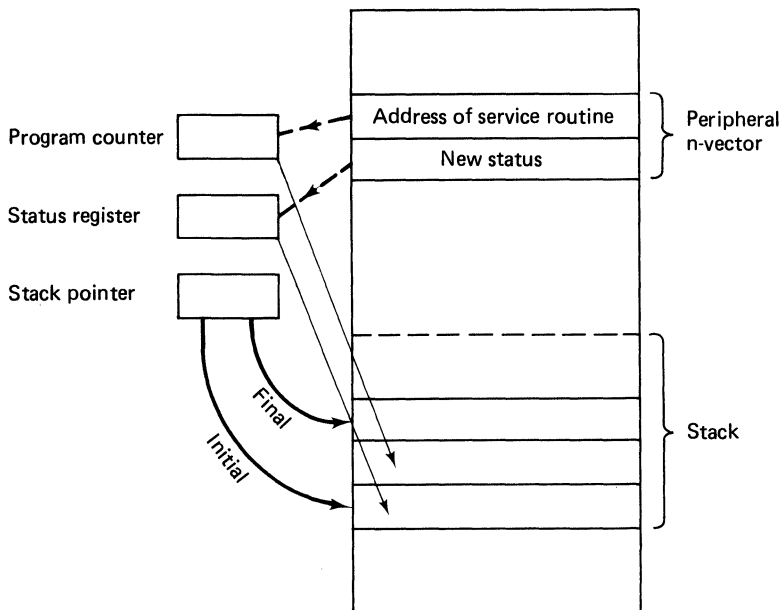 Address of service routine
Peripheral
n-vector
Program counter
New status
Status register
Stack pointer
Final
Stack
Initial